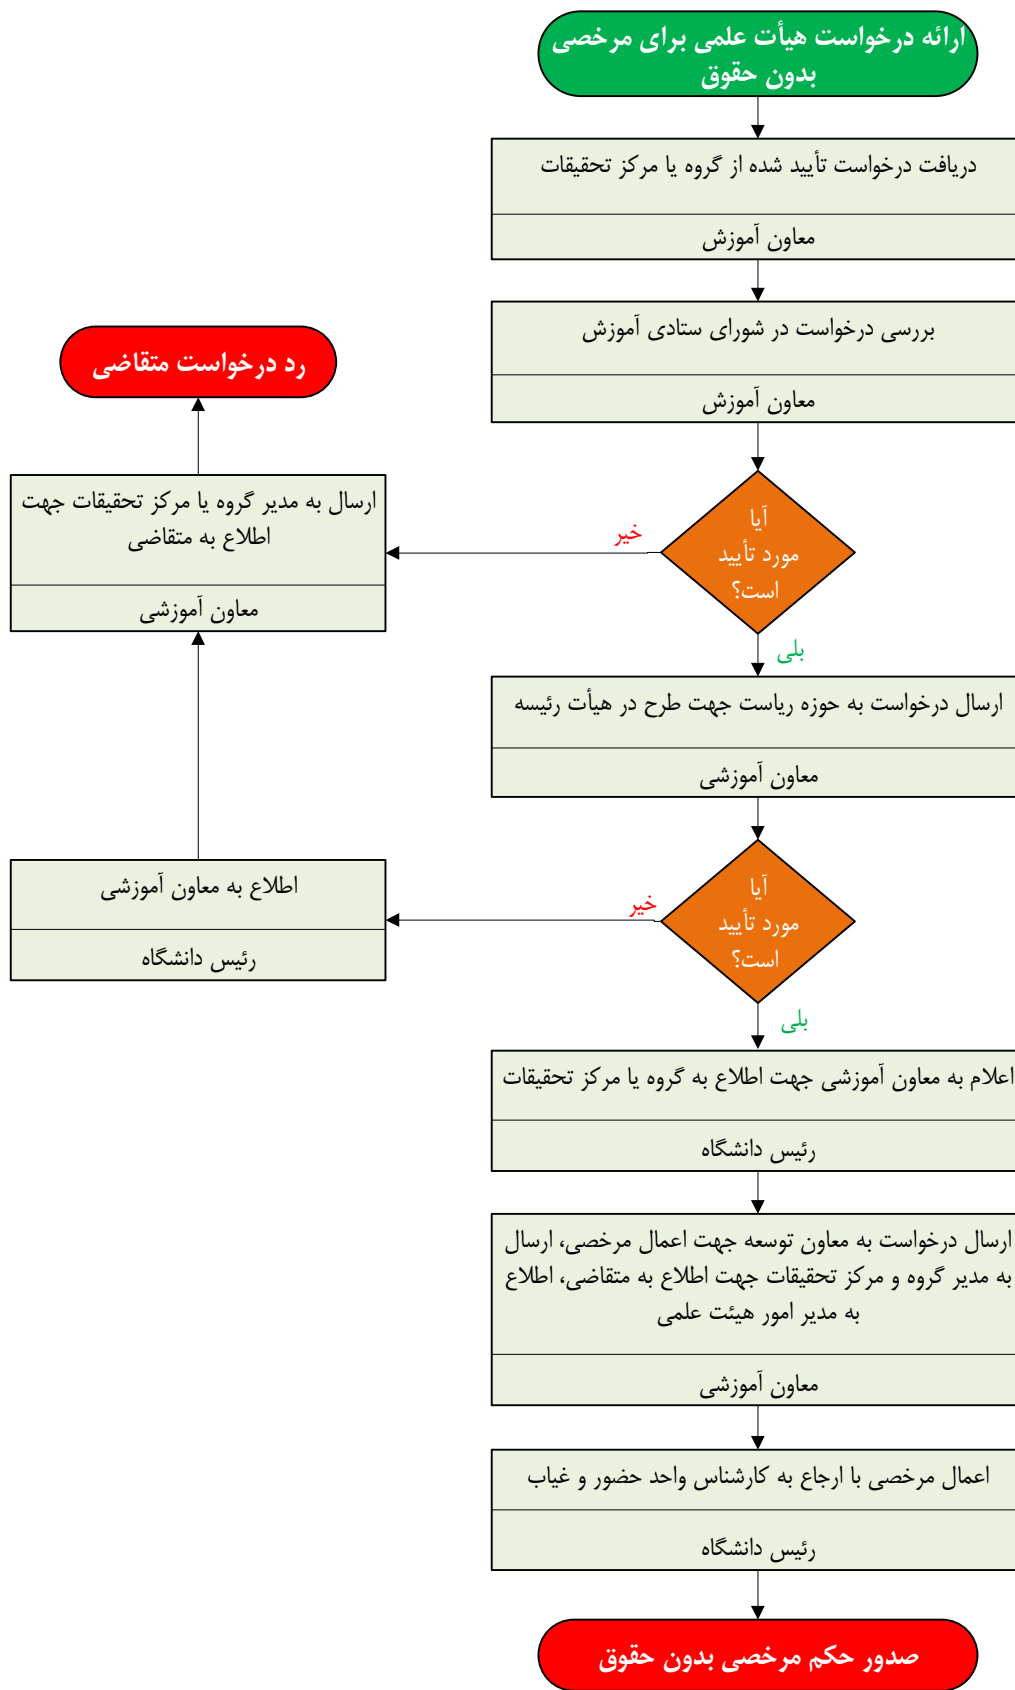 ارائه درخواست هیأت علمی برای مرخصی
بدون حقوق
دریافت درخواست تأیید شده از گروه یا مرکز تحقیقات
معاون آموزش
بررسی درخواست در شورای ستادی آموزش
معاون آموزش
رد درخواست متقاضی
آیا
مورد تأیید
است؟
خیر
ارسال به مدیر گروه یا مرکز تحقیقات جهت
اطلاع به متقاضی
معاون آموزشی
بلی
ارسال درخواست به حوزه ریاست جهت طرح در هیأت رئیسه
معاون آموزشی
آیا
مورد تأیید
است؟
خیر
اطلاع به معاون آموزشی
رئیس دانشگاه
بلی
اعلام به معاون آموزشی جهت اطلاع به گروه یا مرکز تحقیقات
رئیس دانشگاه
ارسال درخواست به معاون توسعه جهت اعمال مرخصی، ارسال
به مدیر گروه و مرکز تحقیقات جهت اطلاع به متقاضی، اطلاع
به مدیر امور هیئت علمی
معاون آموزشی
اعمال مرخصی با ارجاع به کارشناس واحد حضور و غیاب
رئیس دانشگاه
صدور حکم مرخصی بدون حقوق